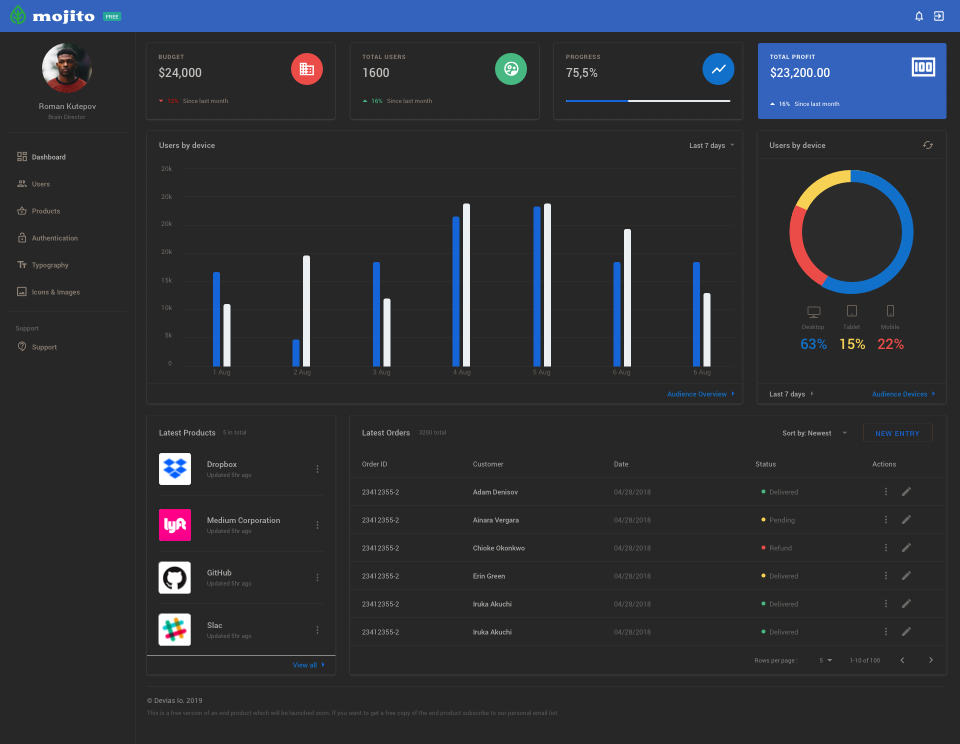 mojito FREE
Roman Kutepov
Brain Director
Dashboard
Users
Products
Authentication
Typography
Icons & Images
Support
Support
BUDGET
$24,000
12% Since last month
TOTAL USERS
1600
16% Since last month
PROGRESS
75,5%
TOTAL PROFIT
$23,200.00
16% Since last month
100
Users by device
Last 7 days
20k
20k
20k
20k
15k
10k
5k
0
1 Aug 2 Aug 3 Aug 4 Aug 5 Aug 6 Aug 6 Aug
Audience Overview
Users by device
Desktop Tablet Mobile
63% 15% 22%
Last 7 days Audience Devices
Latest Products 5 in total
Dropbox
Updated 5hr ago
lyft
Medium Corporation
Updated 5hr ago
GitHub
Updated 5hr ago
Slac
Updated 5hr ago
View all
Latest Orders 3200 total
Sort by: Newest
NEW ENTRY
Order ID Customer Date Status Actions
23412355-2 Adam Denisov 04/28/2018 Delivered
23412355-2 Ainara Vergara 04/28/2018 Pending
23412355-2 Chioke Okonkwo 04/28/2018 Refund
23412355-2 Erin Green 04/28/2018 Delivered
23412355-2 Iruka Akuchi 04/28/2018 Delivered
23412355-2 Iruka Akuchi 04/28/2018 Delivered
Rows per page: 5 1-10 of 100
© Devias Io. 2019
This is a free version of an end product which will be launched soon. If you want to get a free copy of the end product subscribe to our personal email list